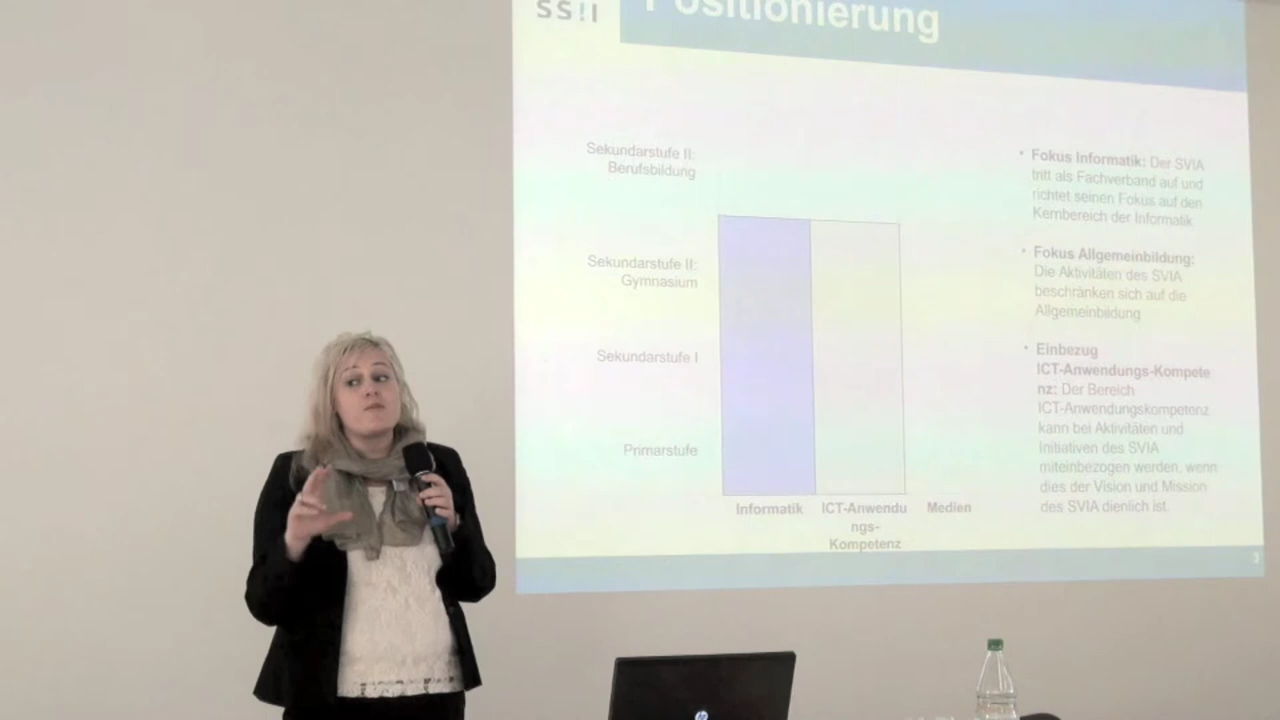 SS!I
Positionierung
Sekundarstufe II:
Berufsbildung
Sekundarstufe II:
Gymnasium
Sekundarstufe I
Primarstufe
Informatik
ICT-Anwendu
ngs-
Kompetenz
Medien
• Fokus Informatik: Der SVIA
tritt als Fachverband auf und
richtet seinen Fokus auf den
Kernbereich der Informatik
• Fokus Allgemeinbildung:
Die Aktivitäten des SVIA
beschränken sich auf die
Allgemeinbildung
• Einbezug
ICT-Anwendungs-Kompete
nz: Der Bereich
ICT-Anwendungskompetenz
kann bei Aktivitäten und
Initiativen des SVIA
miteinbezogen werden, wenn
dies der Vision und Mission
des SVIA dienlich ist.
3
hp